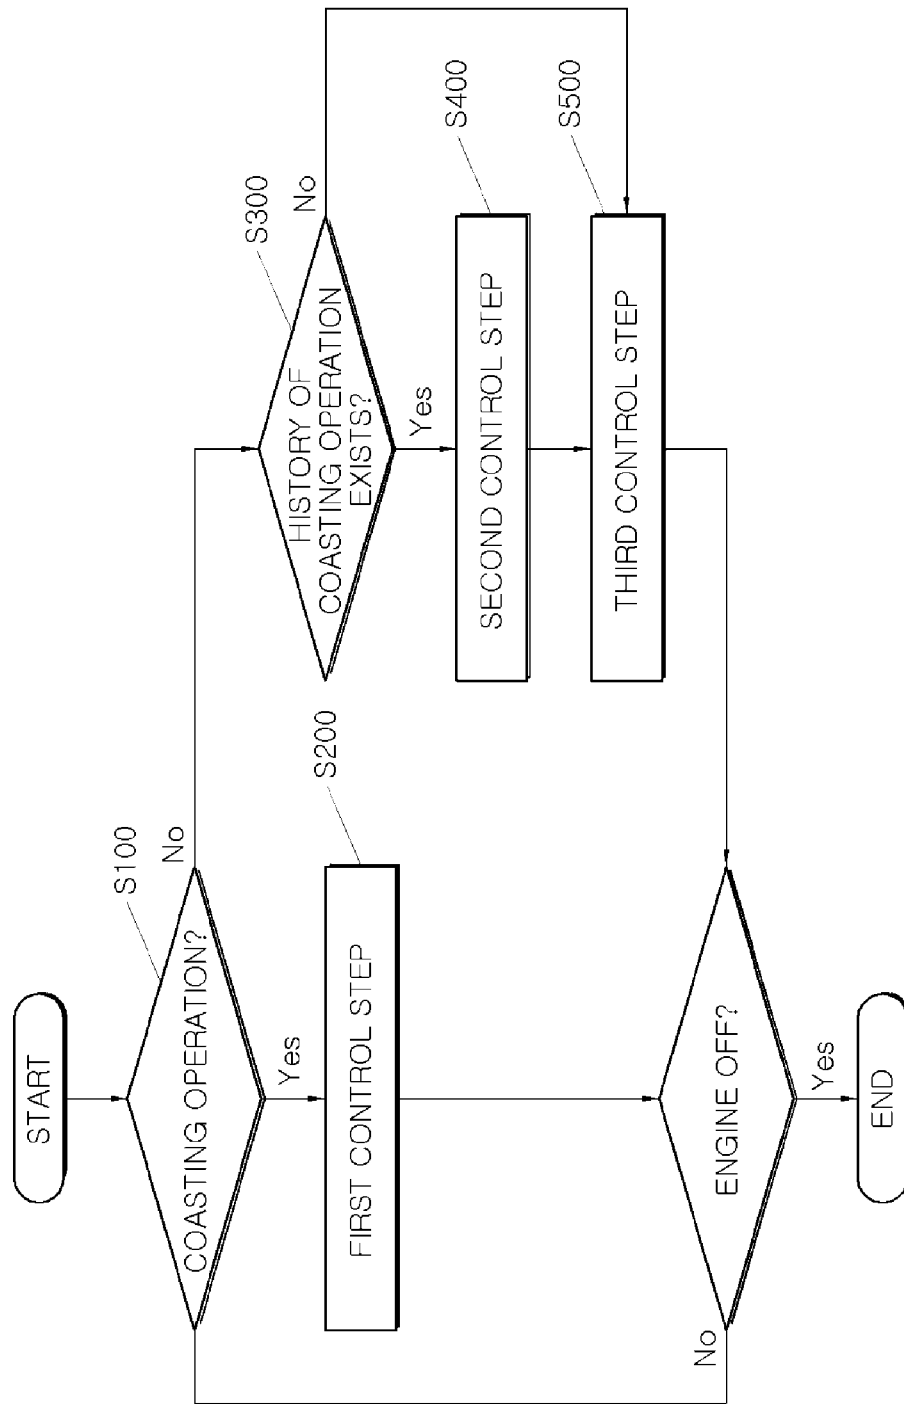 START
S100
COASTING OPERATION?
No
Yes
S200
FIRST CONTROL STEP
S300
HISTORY OF
COASTING OPERATION
EXISTS?
No
Yes
S400
SECOND CONTROL STEP
S500
THIRD CONTROL STEP
ENGINE OFF?
No
Yes
END